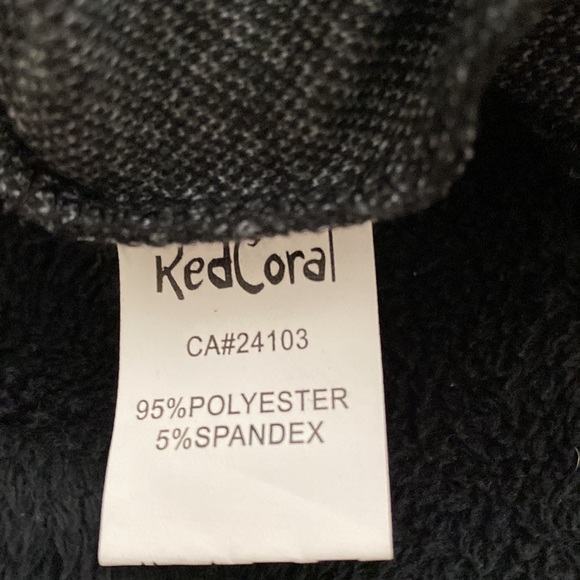 RedCoral
CA#24103
95%POLYESTER
5%SPANDEX